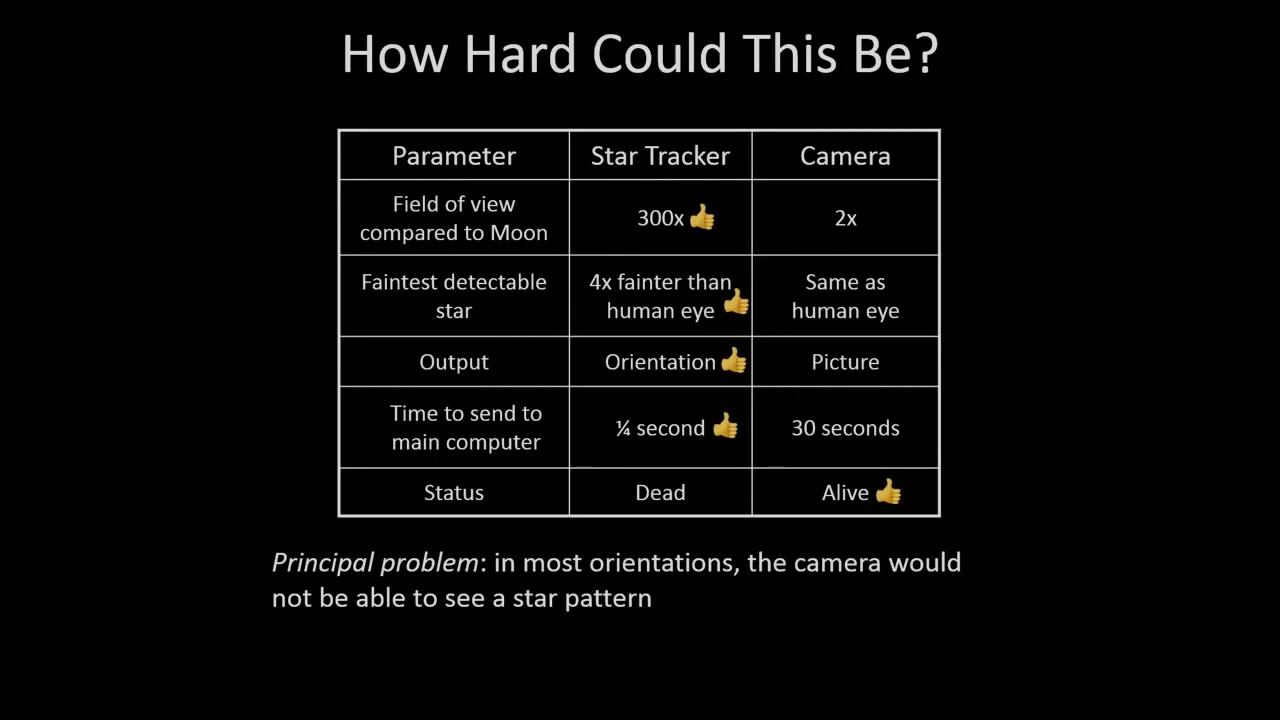 How Hard Could This Be?
Parameter Star Tracker Camera
Field of view
compared to Moon
300x 👍
2x
Faintest detectable
star
4x fainter than
human eye 👍
Same as
human eye
Output
Orientation 👍
Picture
Time to send to
main computer
¼ second 👍
30 seconds
Status
Dead
Alive 👍
Principal problem: in most orientations, the camera would
not be able to see a star pattern